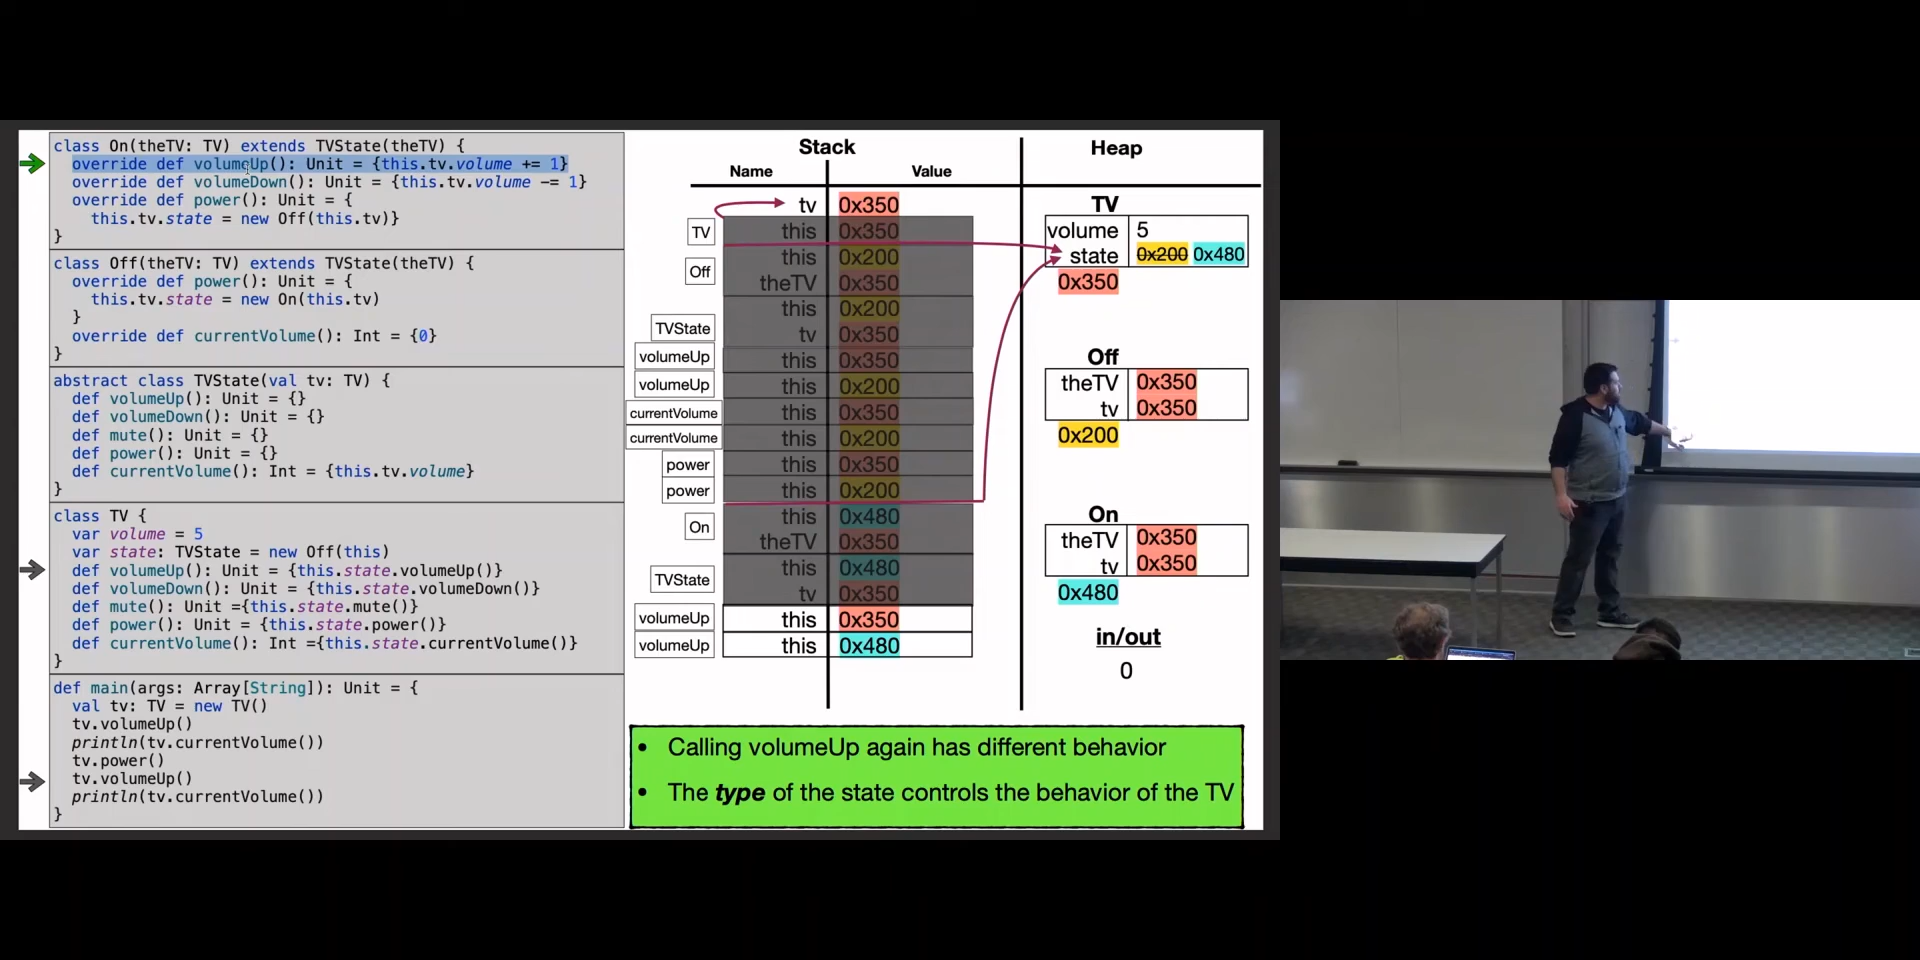 class On(theTV: TV) extends TVState(theTV) {
override def volumeUp(): Unit = {this.tv.volume += 1}
override def volumeDown(): Unit = {this.tv.volume −= 1}
override def power(): Unit = {
this.tv.state = new Off(this.tv)}
}
class Off(theTV: TV) extends TVState(theTV) {
override def power(): Unit = {
this.tv.state = new On(this.tv)
}
override def currentVolume(): Int = {0}
}
abstract class TVState(val tv: TV) {
def volumeUp(): Unit = {}
def volumeDown(): Unit = {}
def mute(): Unit = {}
def power(): Unit = {}
def currentVolume(): Int = {this.tv.volume}
}
class TV {
var volume = 5
var state: TVState = new Off(this)
def volumeUp(): Unit = {this.state.volumeUp()}
def volumeDown(): Unit = {this.state.volumeDown()}
def mute(): Unit ={this.state.mute()}
def power(): Unit = {this.state.power()}
def currentVolume(): Int ={this.state.currentVolume()}
}
def main(args: Array[String]): Unit = {
val tv: TV = new TV()
tv.volumeUp()
println(tv.currentVolume())
tv.power()
tv.volumeUp()
println(tv.currentVolume())
}
Stack
Name Value
tv 0x350
TV this 0x350
Off this 0x200
theTV 0x350
TVState this 0x200
tv 0x350
volumeUp this 0x350
volumeUp this 0x200
currentVolume this 0x350
currentVolume this 0x200
power this 0x350
power this 0x200
On this 0x480
theTV 0x350
TVState this 0x480
tv 0x350
volumeUp this 0x350
volumeUp this 0x480
Heap
TV
volume 5
state 0x200 0x480
0x350
Off
theTV 0x350
tv 0x350
0x200
On
theTV 0x350
tv 0x350
0x480
in/out
0
• Calling volumeUp again has different behavior
• The type of the state controls the behavior of the TV